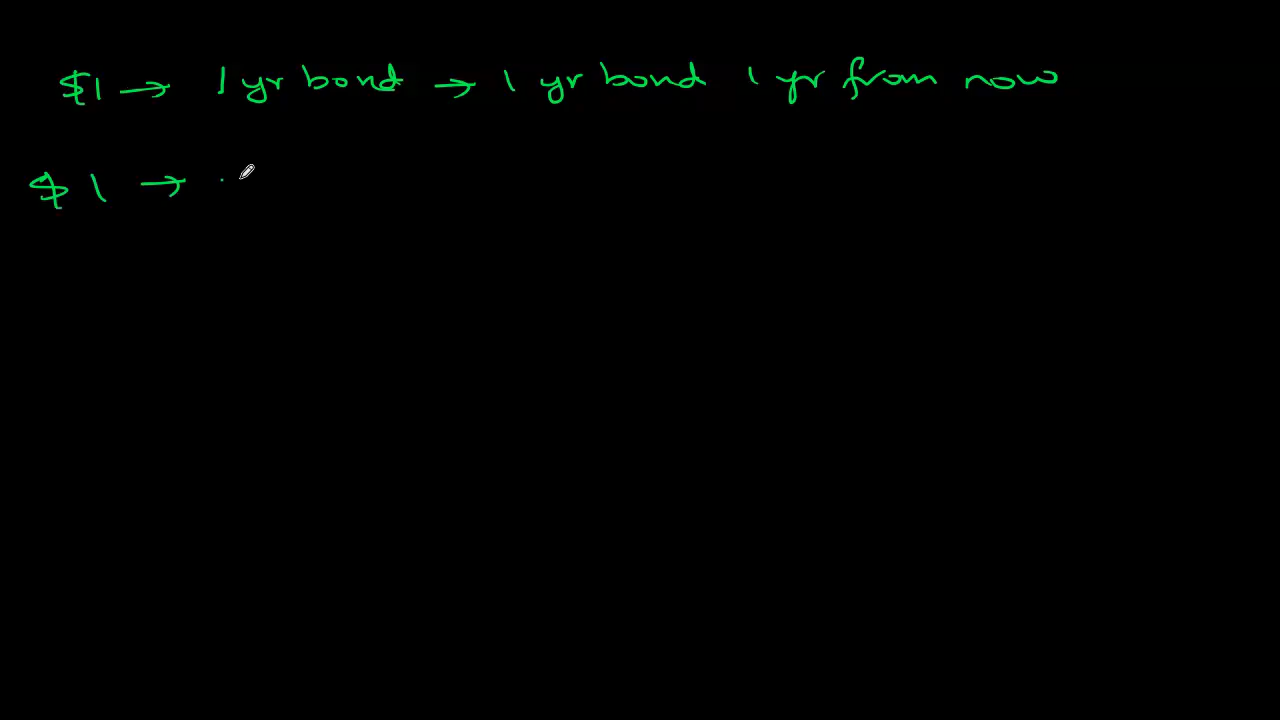 $1 → 1 yr bond → 1 yr bond 1 yr from now
$1 →